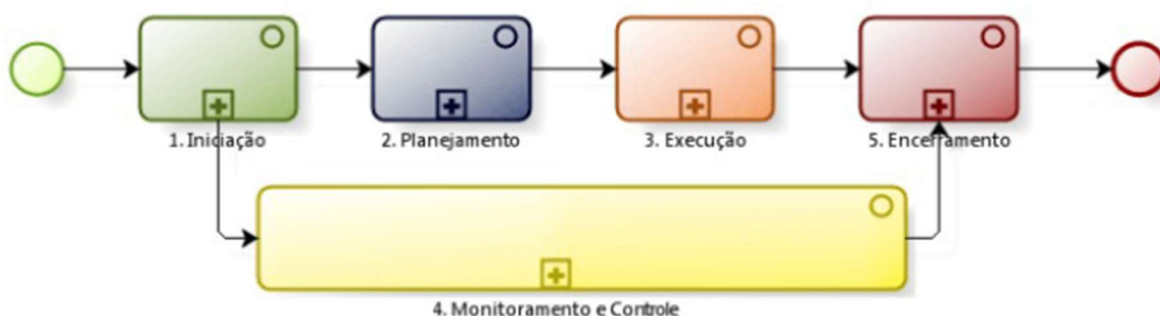 1. Iniciação
2. Planejamento
3. Execução
5. Encerramento
4. Monitoramento e Controle